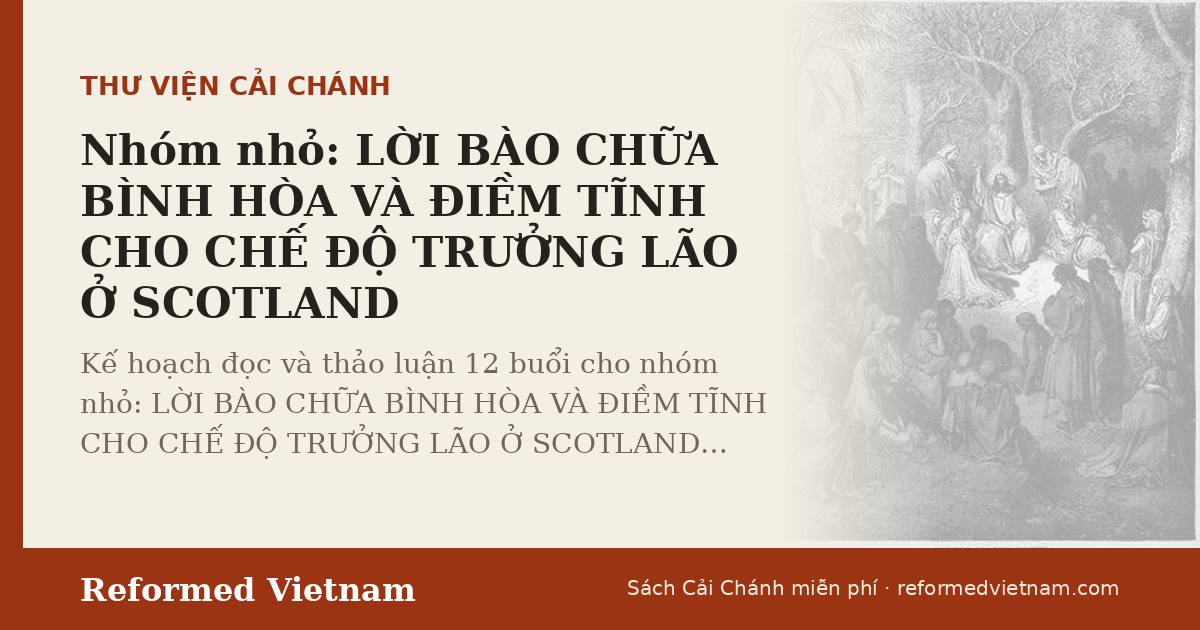 THƯ VIỆN CẢI CHÁNH
Nhóm nhỏ: LỜI BÀO CHỮA
BÌNH HÒA VÀ ĐIỀM TĨNH
CHO CHẾ ĐỘ TRƯỞNG LÃO
Ở SCOTLAND
Kế hoạch đọc và thảo luận 12 buổi cho nhóm
nhỏ: LỜI BÀO CHỮA BÌNH HÒA VÀ ĐIỀM TĨNH
CHO CHẾ ĐỘ TRƯỞNG LÃO Ở SCOTLAND...
Reformed Vietnam
Sách Cải Chánh miễn phí · reformedvietnam.com